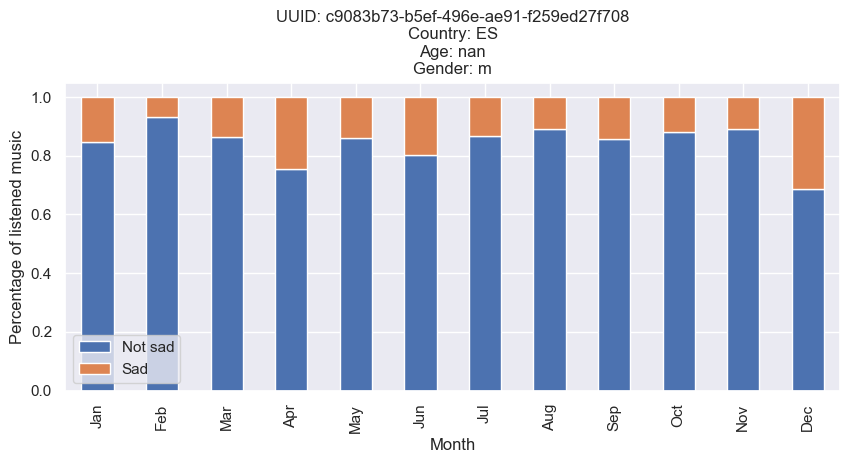 UUID: c9083b73-b5ef-496e-ae91-f259ed27f708
Country: ES
Age: nan
Gender: m
Percentage of listened music
1.0
0.8
0.6
0.4
0.2
0.0
Not sad
Sad
Jan Feb Mar Apr May Jun Jul Aug Sep Oct Nov Dec
Month